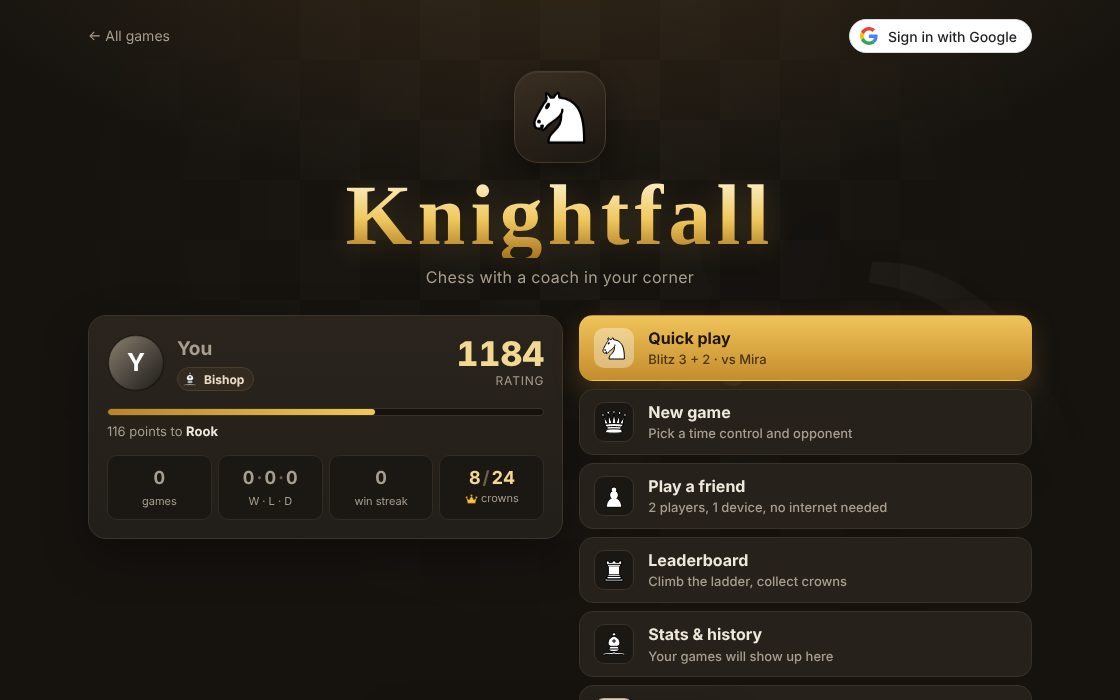 ← All games
Sign in with Google
Knightfall
Chess with a coach in your corner
Y
You
Bishop
1184
RATING
116 points to Rook
0
games
0·0·0
W · L · D
0
win streak
8/24
crowns
Quick play
Blitz 3 + 2 · vs Mira
New game
Pick a time control and opponent
Play a friend
2 players, 1 device, no internet needed
Leaderboard
Climb the ladder, collect crowns
Stats & history
Your games will show up here